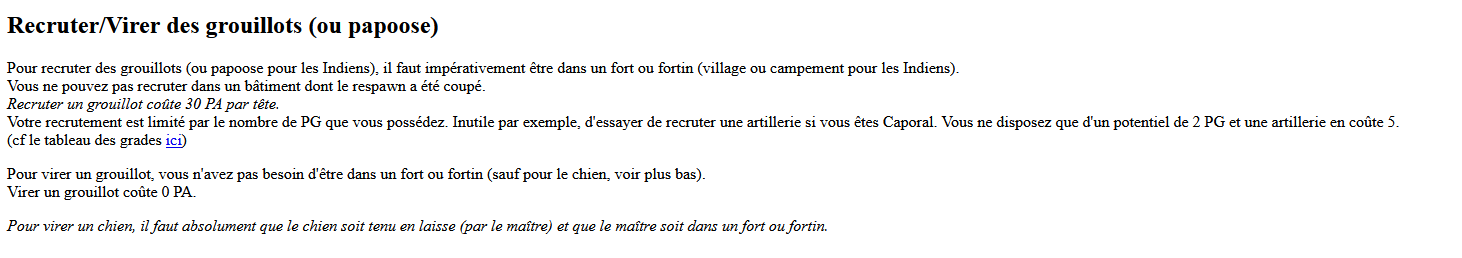 Recruter/Virer des grouillots (ou papoose)
Pour recruter des grouillots (ou papoose pour les Indiens), il faut impérativement être dans un fort ou fortin (village ou campement pour les Indiens).
Vous ne pouvez pas recruter dans un bâtiment dont le respawn a été coupé.
Recruter un grouillot coûte 30 PA par tête.
Votre recrutement est limité par le nombre de PG que vous possédez. Inutile par exemple, d'essayer de recruter une artillerie si vous êtes Caporal. Vous ne disposez que d'un potentiel de 2 PG et une artillerie en coûte 5.
(cf le tableau des grades ici)
Pour virer un grouillot, vous n'avez pas besoin d'être dans un fort ou fortin (sauf pour le chien, voir plus bas).
Virer un grouillot coûte 0 PA.
Pour virer un chien, il faut absolument que le chien soit tenu en laisse (par le maître) et que le maître soit dans un fort ou fortin.